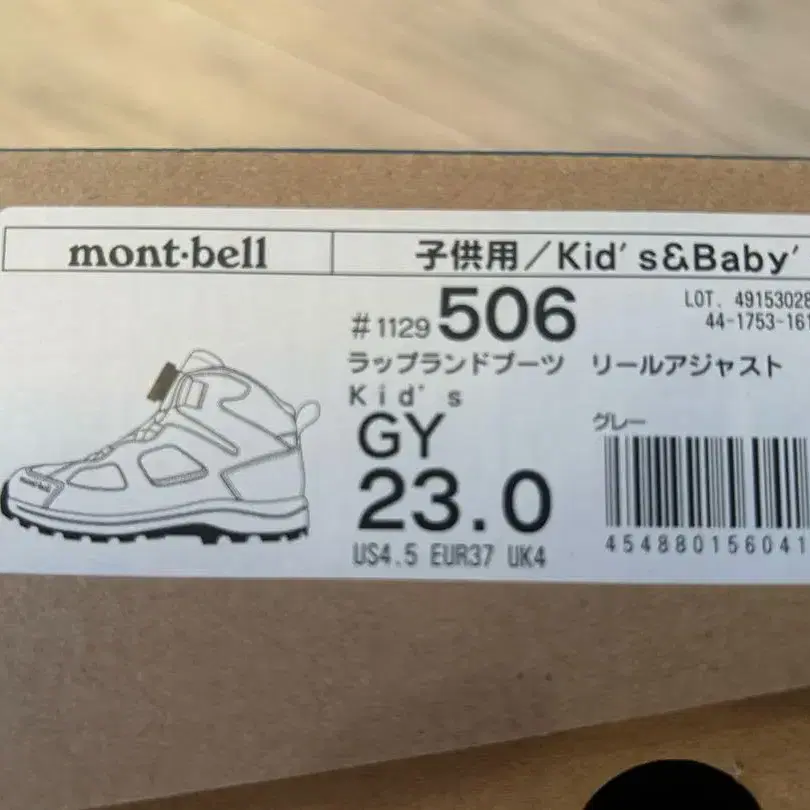 mont·bell
子供用/Kid's&Baby'
#1129 506
LOT. 49153028
44-1753-161
ラップランドブーツ リールアジャスト
Kid's
GY
グレー
23.0
US4.5 EUR37 UK4
454880156041